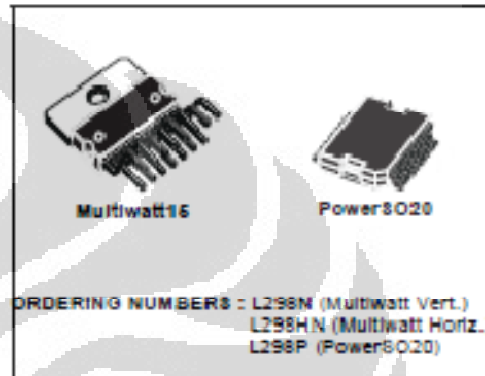 Multiwatt15 PowerSO20
ORDERING NUMBERS : L298N (Multiwatt Vert.)
L298HN (Multiwatt Horiz.
L298P (PowerSO20)